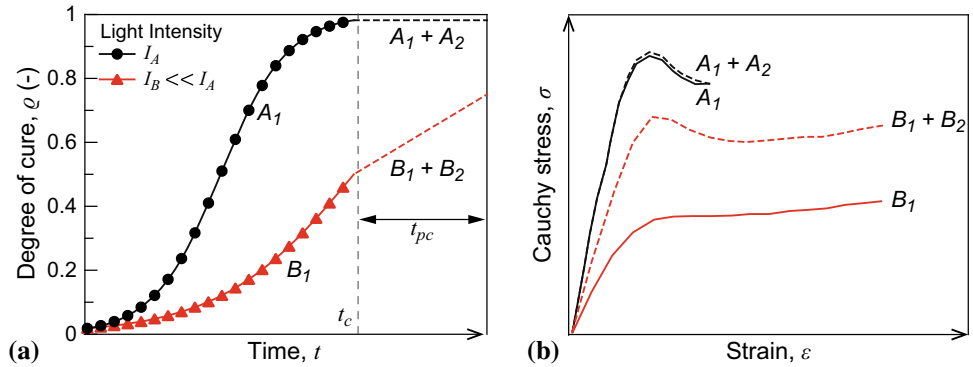 Degree of cure, ϱ (-)
1
0.8
0.6
0.4
0.2
0
Light Intensity
I_A
I_B << I_A
A_1
A_1 + A_2
B_1 + B_2
B_1
t_pc
t_c
Time, t
(a)
Cauchy stress, σ
A_1 + A_2
A_1
B_1 + B_2
B_1
Strain, ε
(b)